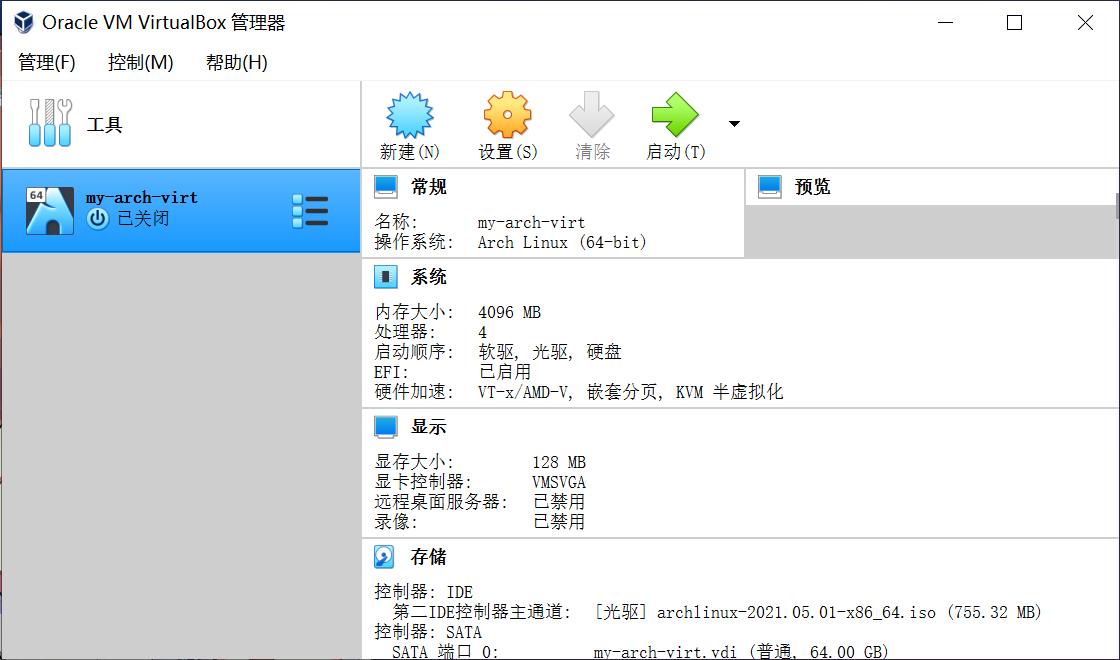 Oracle VM VirtualBox 管理器
管理(F) 控制(M) 帮助(H)
工具
新建(N) 设置(S) 清除 启动(T)
64
my-arch-virt
已关闭
常规
名称: my-arch-virt
操作系统: Arch Linux (64-bit)
预览
系统
内存大小: 4096 MB
处理器: 4
启动顺序: 软驱, 光驱, 硬盘
EFI: 已启用
硬件加速: VT-x/AMD-V, 嵌套分页, KVM 半虚拟化
显示
显存大小: 128 MB
显卡控制器: VMSVGA
远程桌面服务器: 已禁用
录像: 已禁用
存储
控制器: IDE
第二IDE控制器主通道: [光驱] archlinux-2021.05.01-x86_64.iso (755.32 MB)
控制器: SATA
SATA 端口 0: my-arch-virt.vdi (普通, 64.00 GB)